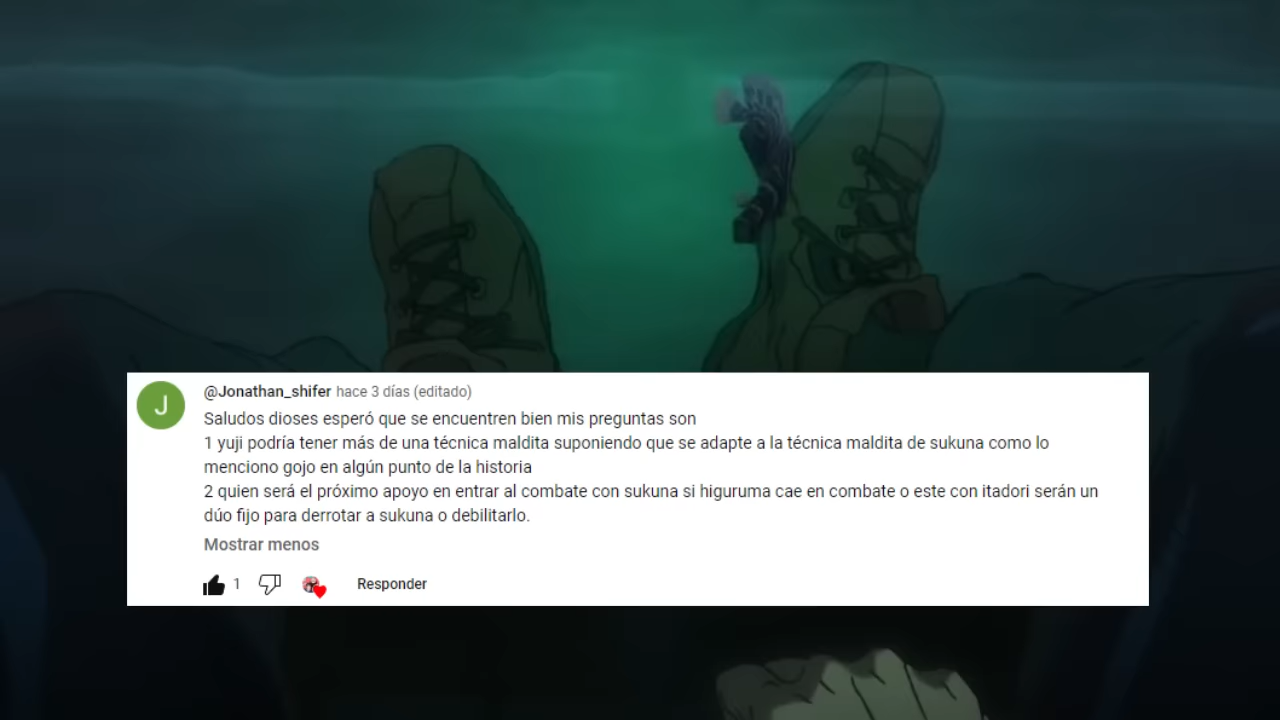 J
@Jonathan_shifer hace 3 días (editado)
Saludos dioses esperó que se encuentren bien mis preguntas son
1 yuji podría tener más de una técnica maldita suponiendo que se adapte a la técnica maldita de sukuna como lo
menciono gojo en algún punto de la historia
2 quien será el próximo apoyo en entrar al combate con sukuna si higuruma cae en combate o este con itadori serán un
dúo fijo para derrotar a sukuna o debilitarlo.
Mostrar menos
1 Responder